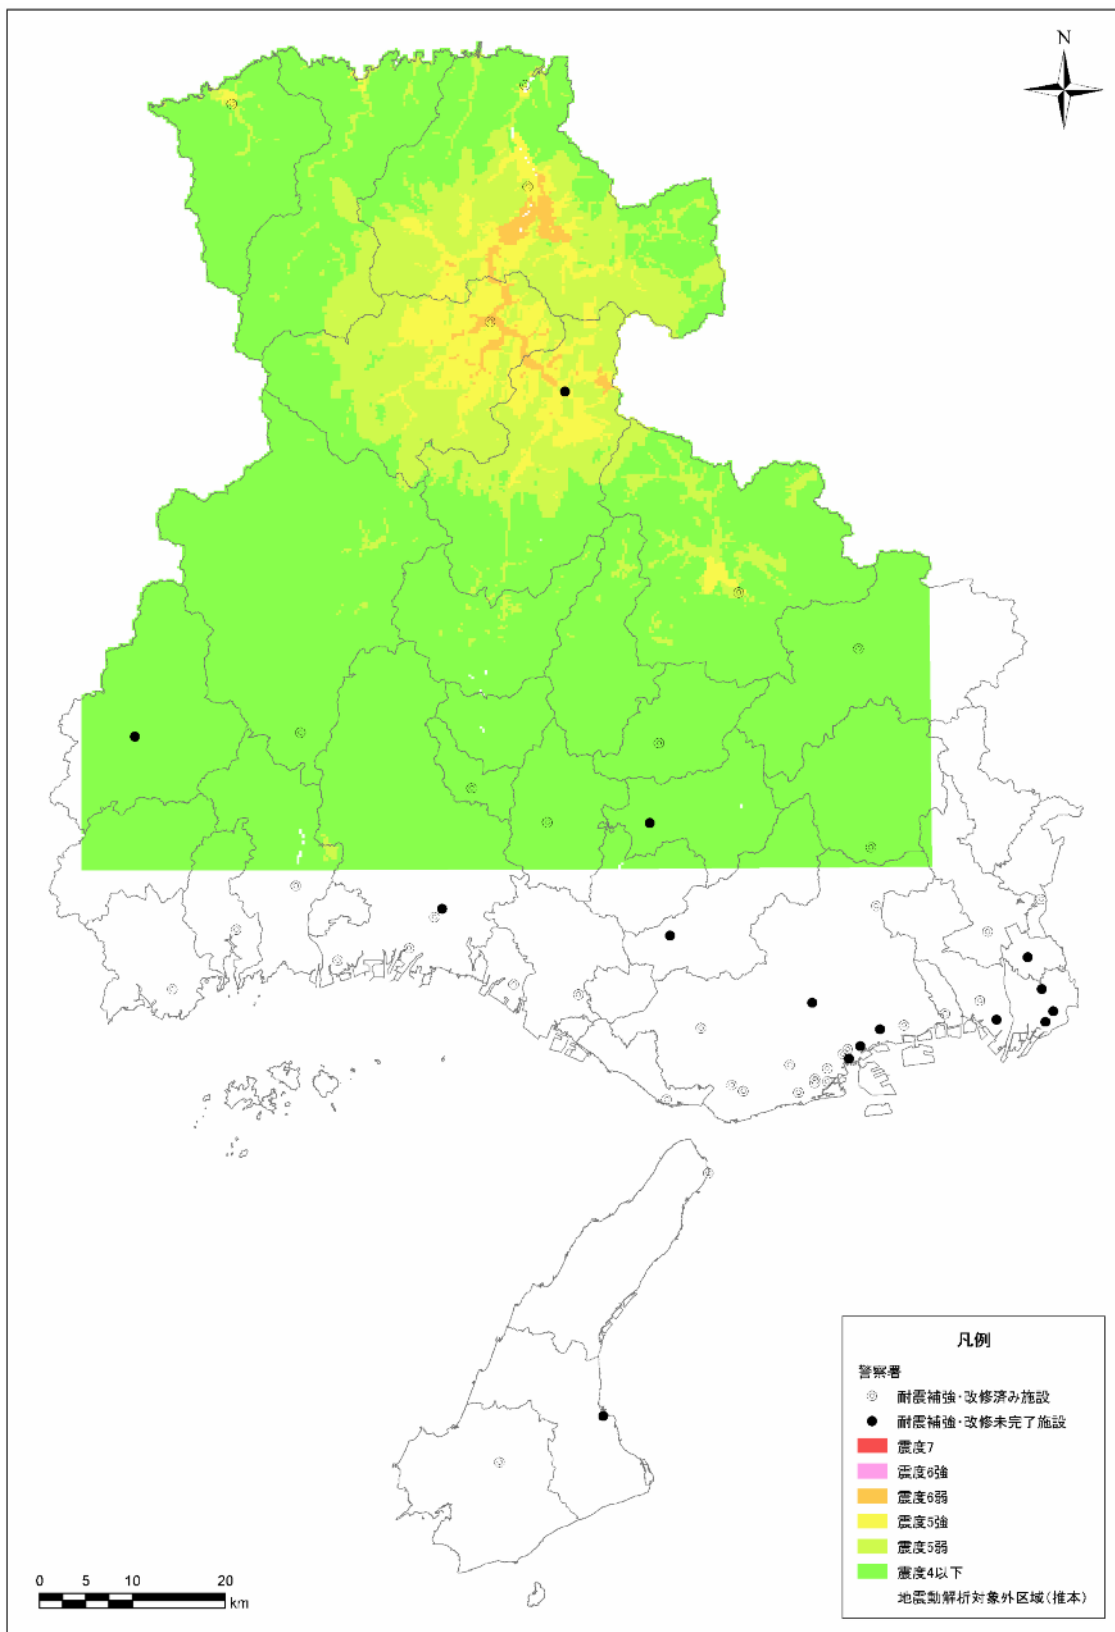 N
凡例
警察署
耐震補強・改修済み施設
耐震補強・改修未完了施設
震度7
震度6強
震度6弱
震度5強
震度5弱
震度4以下
地震動解析対象外区域(推本)
0 5 10 20
km